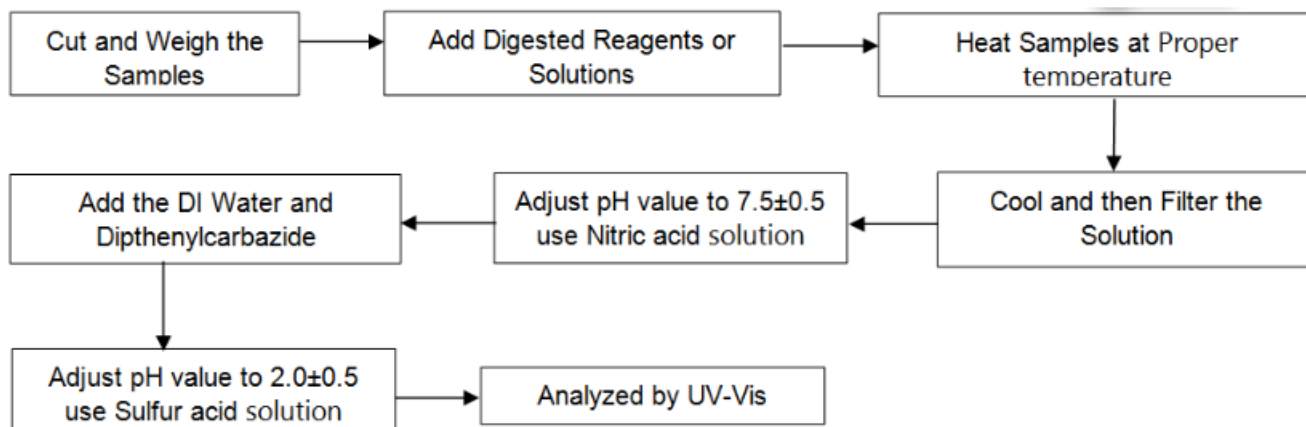 Cut and Weigh the
Samples
Add Digested Reagents or
Solutions
Heat Samples at Proper
temperature
Cool and then Filter the
Solution
Adjust pH value to 7.5±0.5
use Nitric acid solution
Add the DI Water and
Dipthenylcarbazide
Adjust pH value to 2.0±0.5
use Sulfur acid solution
Analyzed by UV-Vis